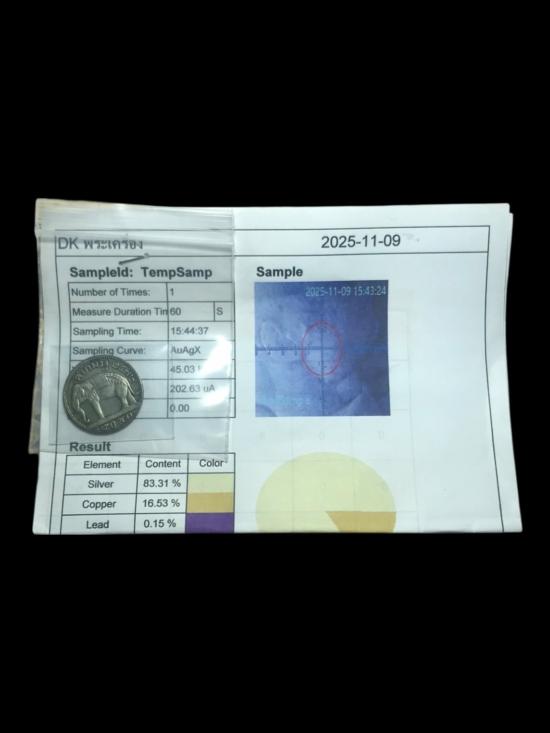 DK พระเครื่อง
2025-11-09
SampleId: TempSamp
Sample
Number of Times: 1
2025-11-09 15:43:24
Measure Duration Tim 60 S
Sampling Time: 15:44:37
Sampling Curve: AuAgX
45.03
202.63 uA
0.00
Result
Element Content Color
Silver 83.31 %
Copper 16.53 %
Lead 0.15 %